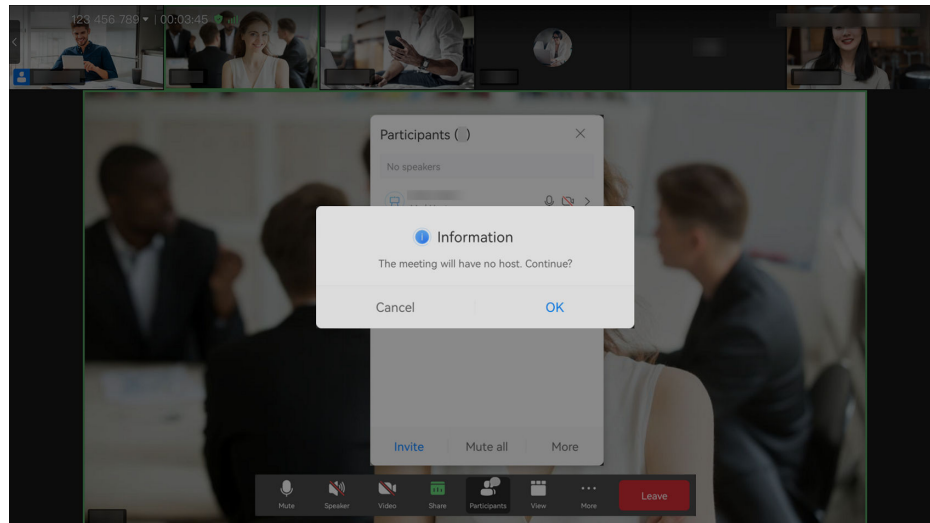 123 456 789 | 00:03:45
Participants ( )
No speakers
Information
The meeting will have no host. Continue?
Cancel
OK
Invite
Mute all
More
Mute
Speaker
Video
Share
Participants
View
More
Leave